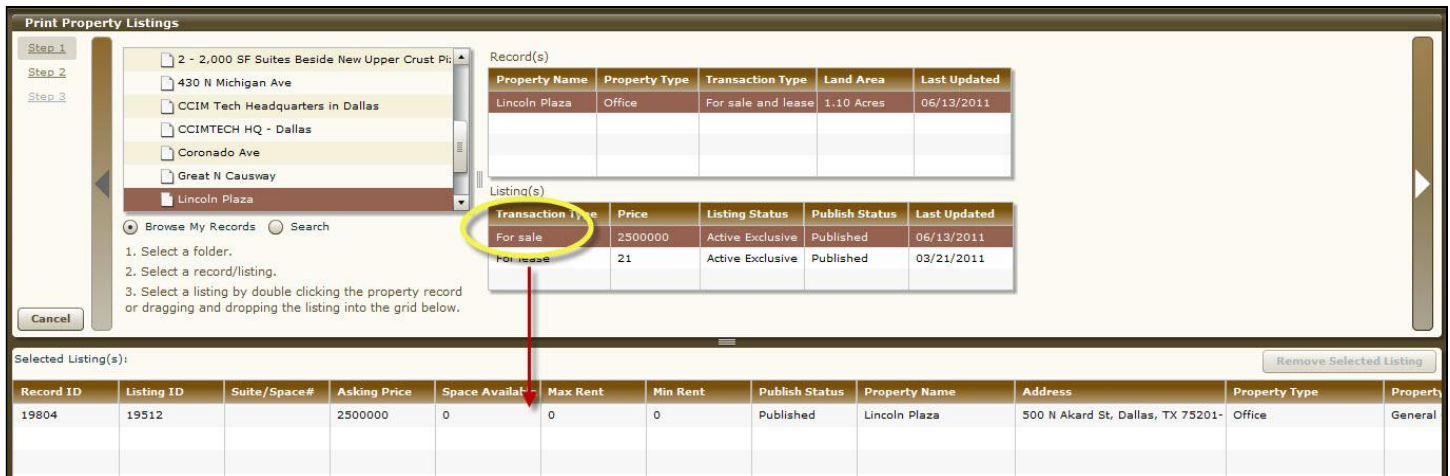 Print Property Listings
Step 1
Step 2
Step 3
Cancel
2 - 2,000 SF Suites Beside New Upper Crust
430 N Michigan Ave
CCIM Tech Headquarters in Dallas
CCIMTECH HQ - Dallas
Coronado Ave
Great N Causway
Lincoln Plaza
Browse My Records Search
1. Select a folder.
2. Select a record/listing.
3. Select a listing by double clicking the property record
or dragging and dropping the listing into the grid below.
Record(s)
Property Name Property Type Transaction Type Land Area Last Updated
Lincoln Plaza Office For sale and lease 1.10 Acres 06/13/2011
Listing(s)
Transaction Type Price Listing Status Publish Status Last Updated
For sale 2500000 Active Exclusive Published 06/13/2011
For lease 21 Active Exclusive Published 03/21/2011
Selected Listing(s):
Remove Selected Listing
Record ID Listing ID Suite/Space# Asking Price Space Available Max Rent Min Rent Publish Status Property Name Address Property Type Property
19804 19512 2500000 0 0 0 Published Lincoln Plaza 500 N Akard St, Dallas, TX 75201- Office General